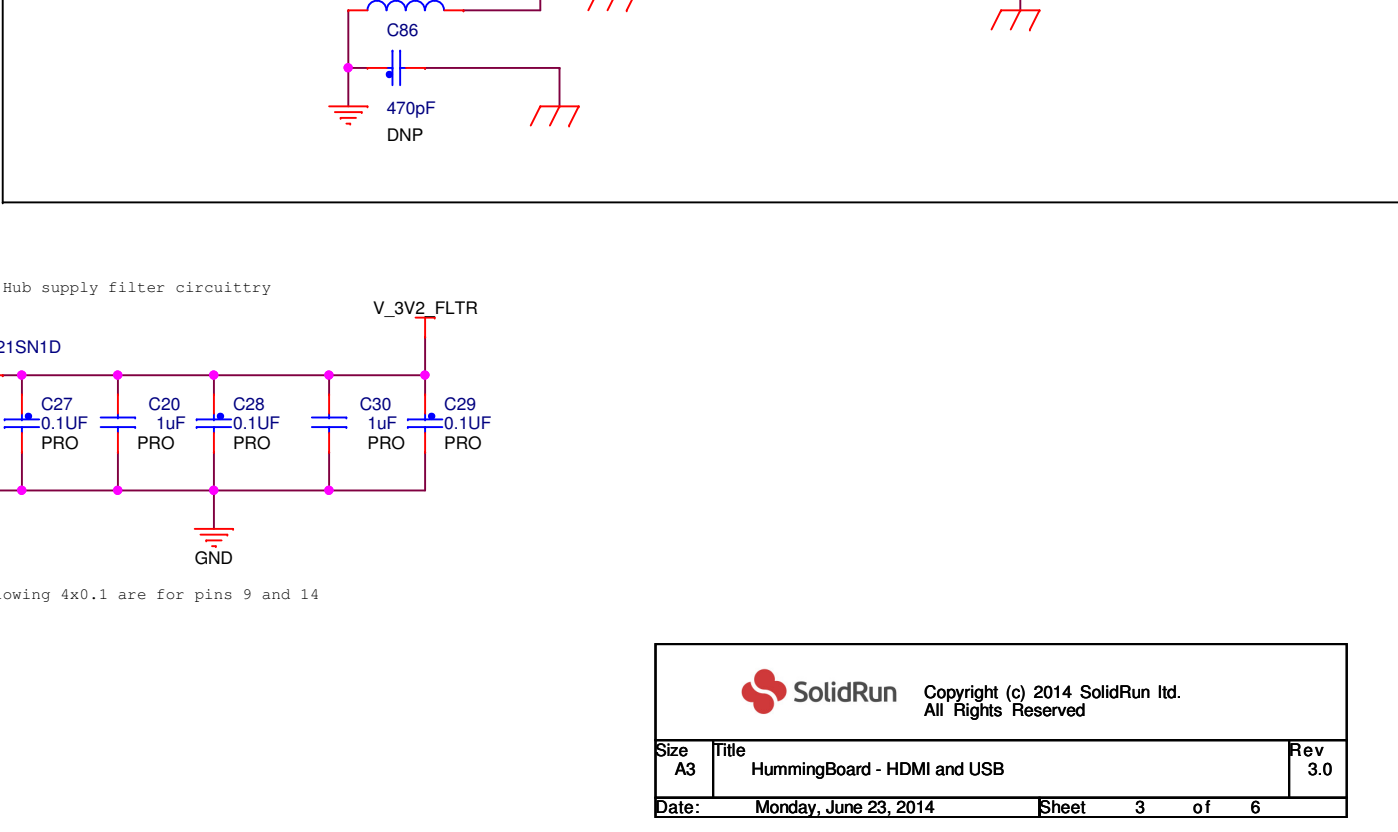 C86
470pF
DNP
Hub supply filter circuittry
V_3V2_FLTR
21SN1D
C27
0.1UF
PRO
C20
1uF
PRO
C28
0.1UF
PRO
C30
1uF
PRO
C29
0.1UF
PRO
GND
owing 4x0.1 are for pins 9 and 14
SolidRun
Copyright (c) 2014 SolidRun ltd.
All Rights Reserved
Size Title Rev
A3 HummingBoard - HDMI and USB 3.0
Date: Monday, June 23, 2014 Sheet 3 of 6